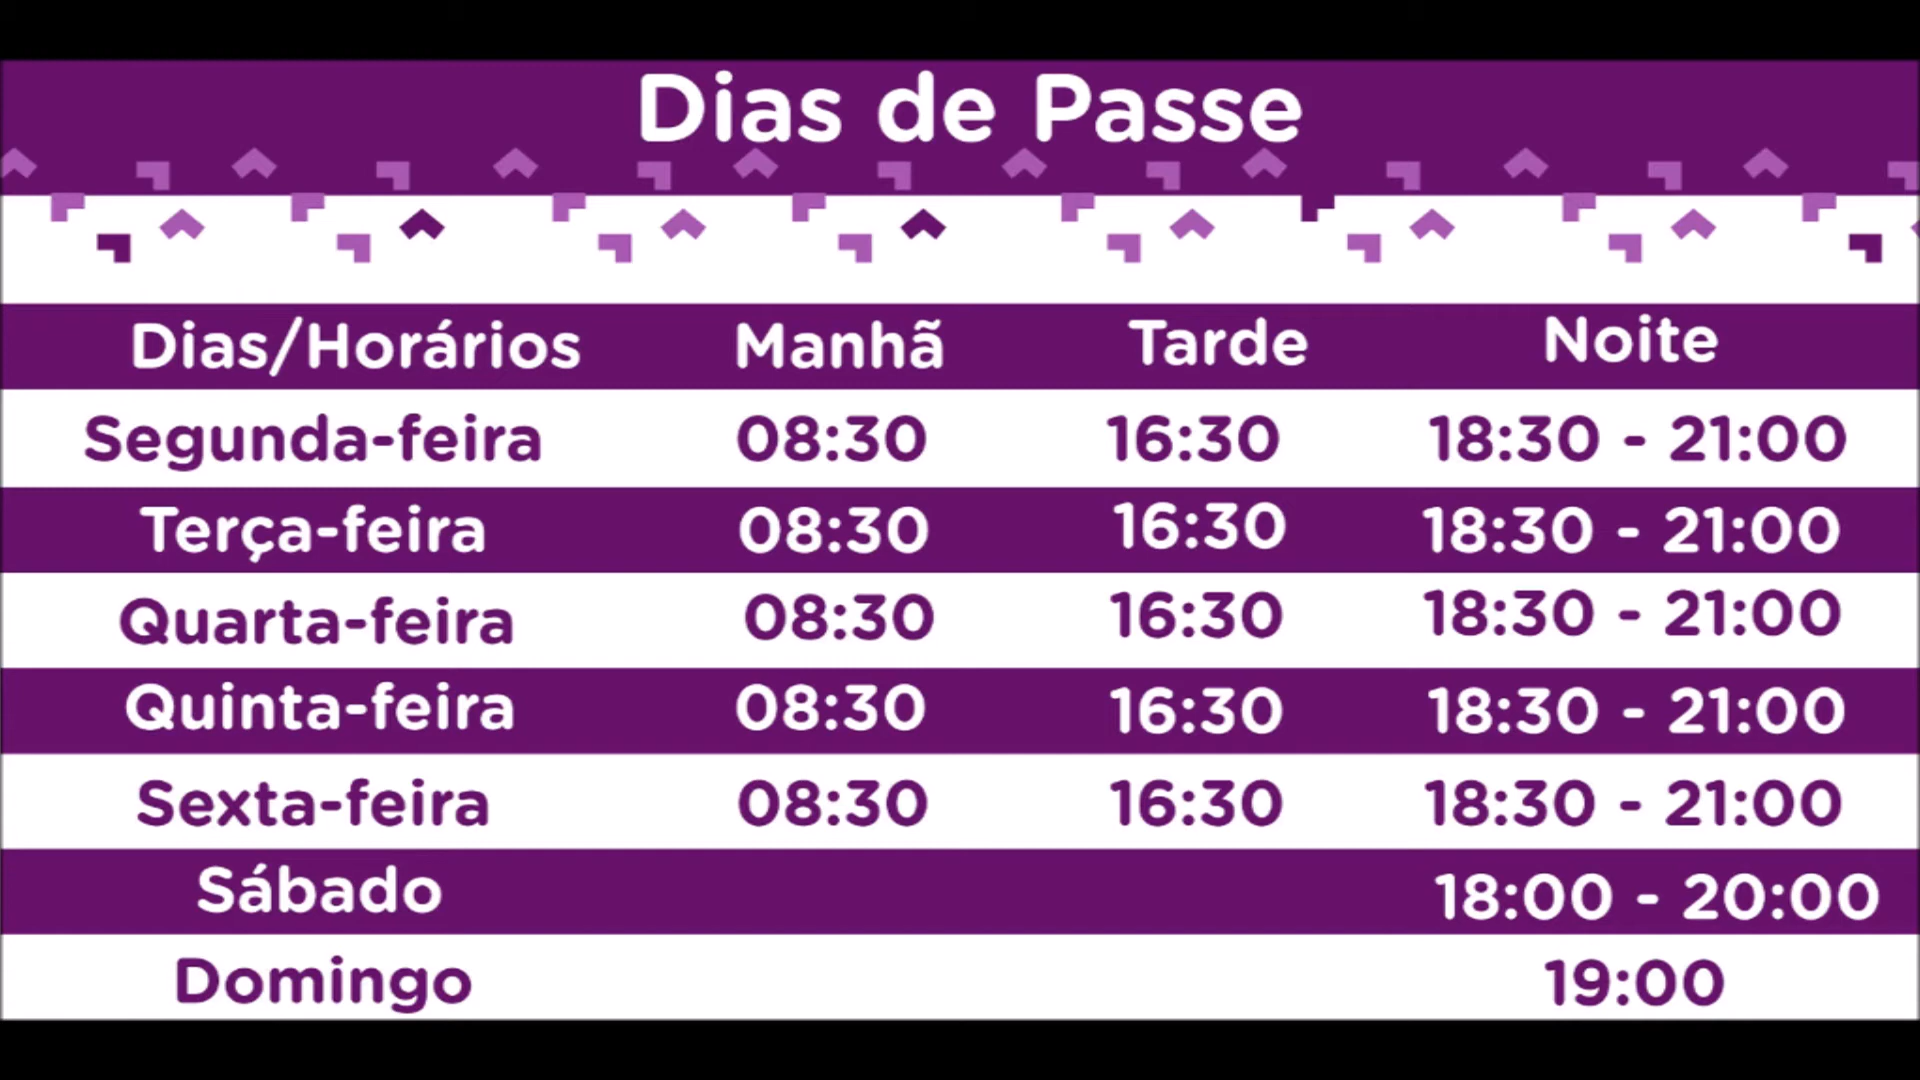 Dias de Passe
Dias/Horários Manhã Tarde Noite
Segunda-feira 08:30 16:30 18:30 - 21:00
Terça-feira 08:30 16:30 18:30 - 21:00
Quarta-feira 08:30 16:30 18:30 - 21:00
Quinta-feira 08:30 16:30 18:30 - 21:00
Sexta-feira 08:30 16:30 18:30 - 21:00
Sábado 18:00 - 20:00
Domingo 19:00